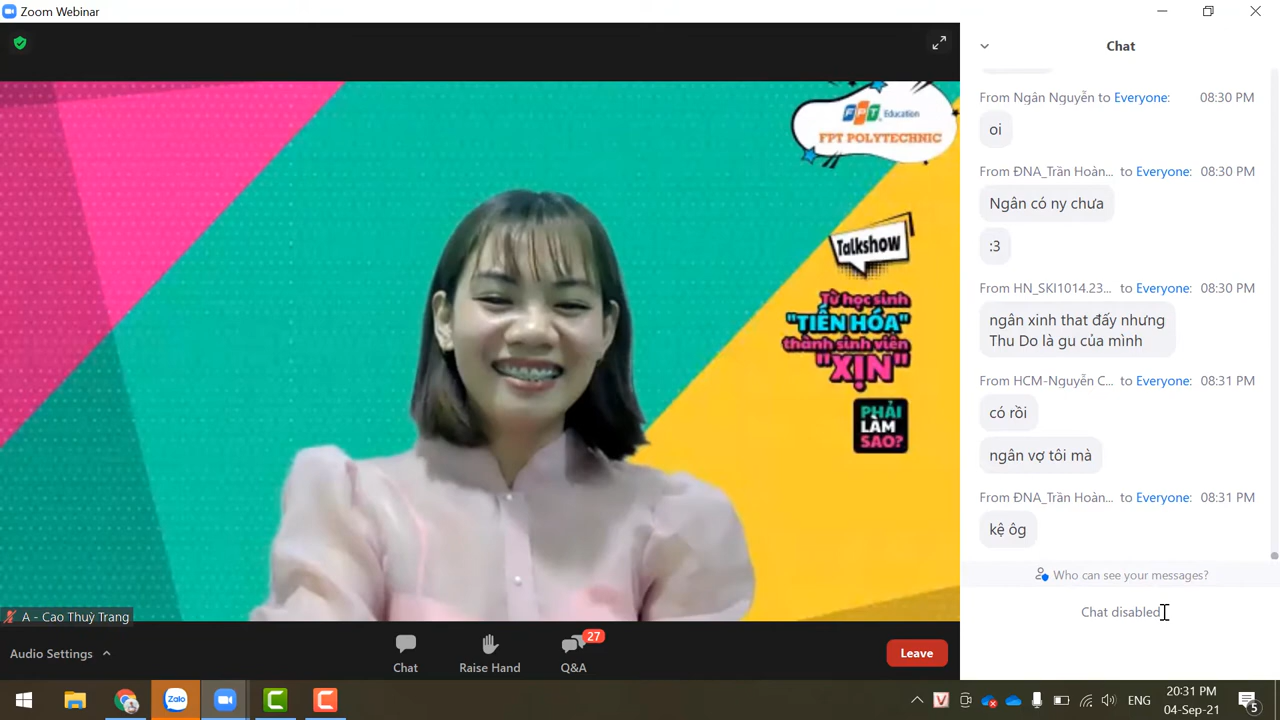 Zoom Webinar
FPT Education
FPT POLYTECHNIC
Talkshow
Từ học sinh
"TIẾN HÓA"
thành sinh viên
"XỊN"
PHẢI
LÀM
SAO?
A - Cao Thuỳ Trang
Audio Settings
Chat
Raise Hand
27
Q&A
Leave
Chat
From Ngân Nguyễn to Everyone: 08:30 PM
oi
From ĐNA_Trần Hoàn... to Everyone: 08:30 PM
Ngân có ny chưa
:3
From HN_SKI1014.23... to Everyone: 08:30 PM
ngân xinh that đấy nhưng
Thu Do là gu của mình
From HCM-Nguyễn C... to Everyone: 08:31 PM
có rồi
ngân vợ tôi mà
From ĐNA_Trần Hoàn... to Everyone: 08:31 PM
kệ ôg
Who can see your messages?
Chat disabled
Zalo
ENG
20:31 PM
04-Sep-21
5